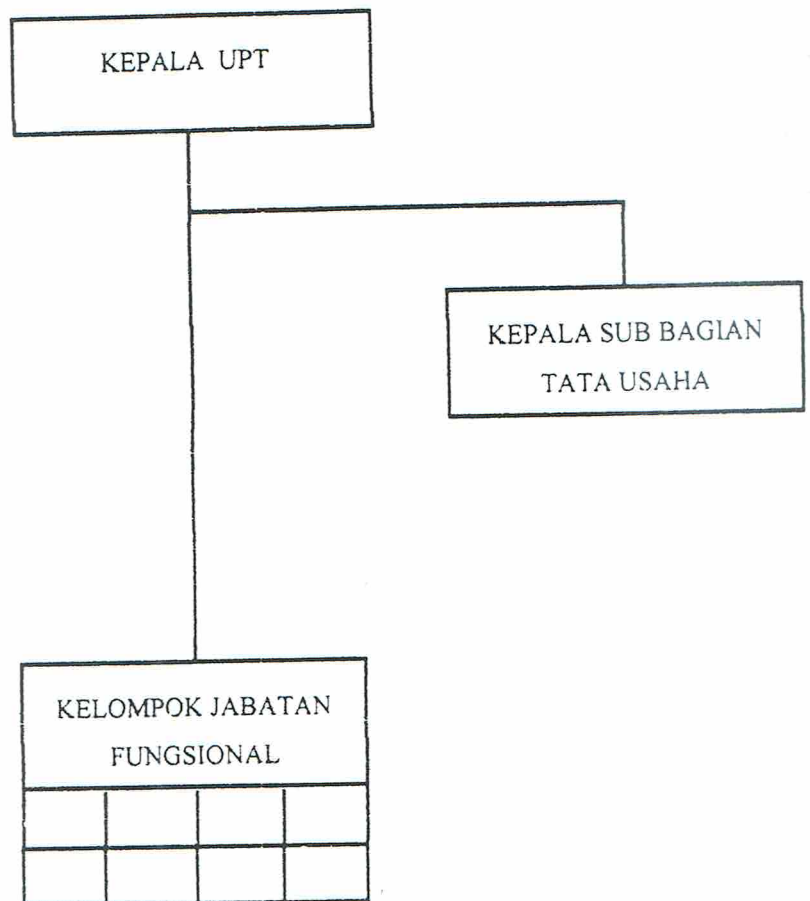 KEPALA UPT
KEPALA SUB BAGIAN
TATA USAHA
KELOMPOK JABATAN
FUNGSIONAL